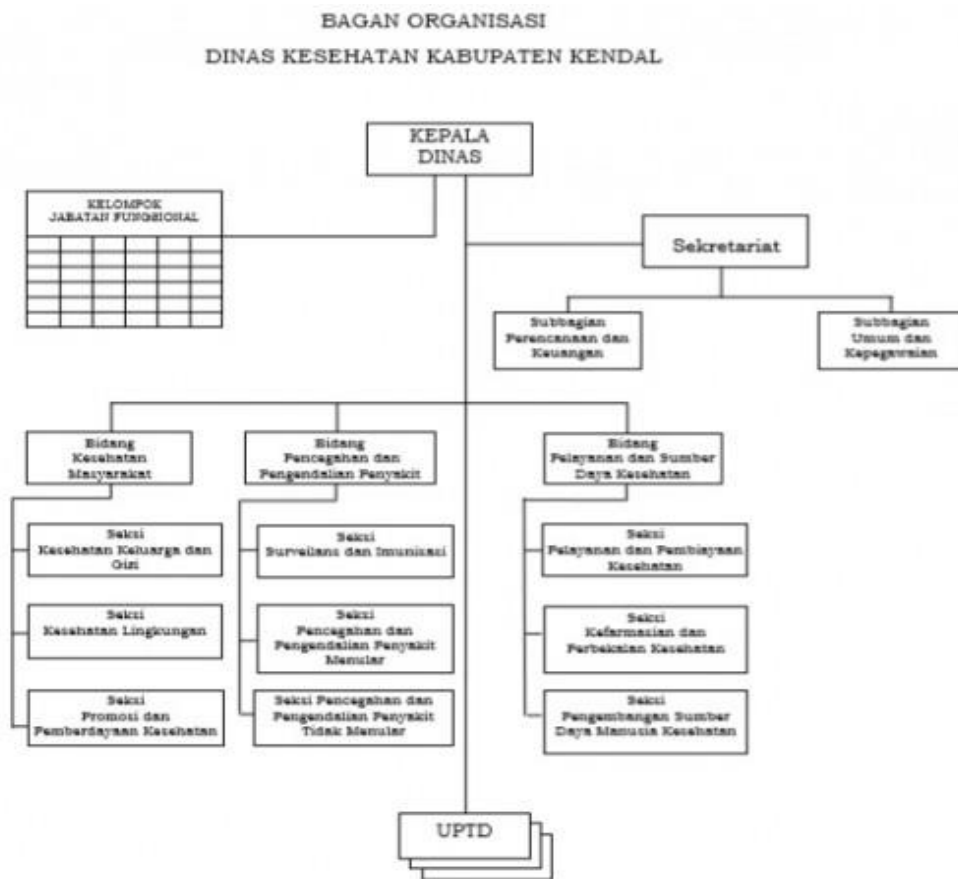 BAGAN ORGANISASI
DINAS KESEHATAN KABUPATEN KENDAL
KEPALA
DINAS
KELOMPOK
JABATAN FUNGSIONAL
Sekretariat
Subbagian
Perencanaan dan
Keuangan
Subbagian
Umum dan
Kepegawaian
Bidang
Kesehatan
Masyarakat
Bidang
Pencegahan dan
Pengendalian Penyakit
Bidang
Pelayanan dan Sumber
Daya Kesehatan
Seksi
Kesehatan Keluarga dan
Gizi
Seksi
Surveilans dan Imunisasi
Seksi
Pelayanan dan Pembiayaan
Kesehatan
Seksi
Kesehatan Lingkungan
Seksi
Pencegahan dan
Pengendalian Penyakit
Menular
Seksi
Kefarmasian dan
Perbekalan Kesehatan
Seksi
Promosi dan
Pemberdayaan Kesehatan
Seksi Pencegahan dan
Pengendalian Penyakit
Tidak Menular
Seksi
Pengembangan Sumber
Daya Manusia Kesehatan
UPTD